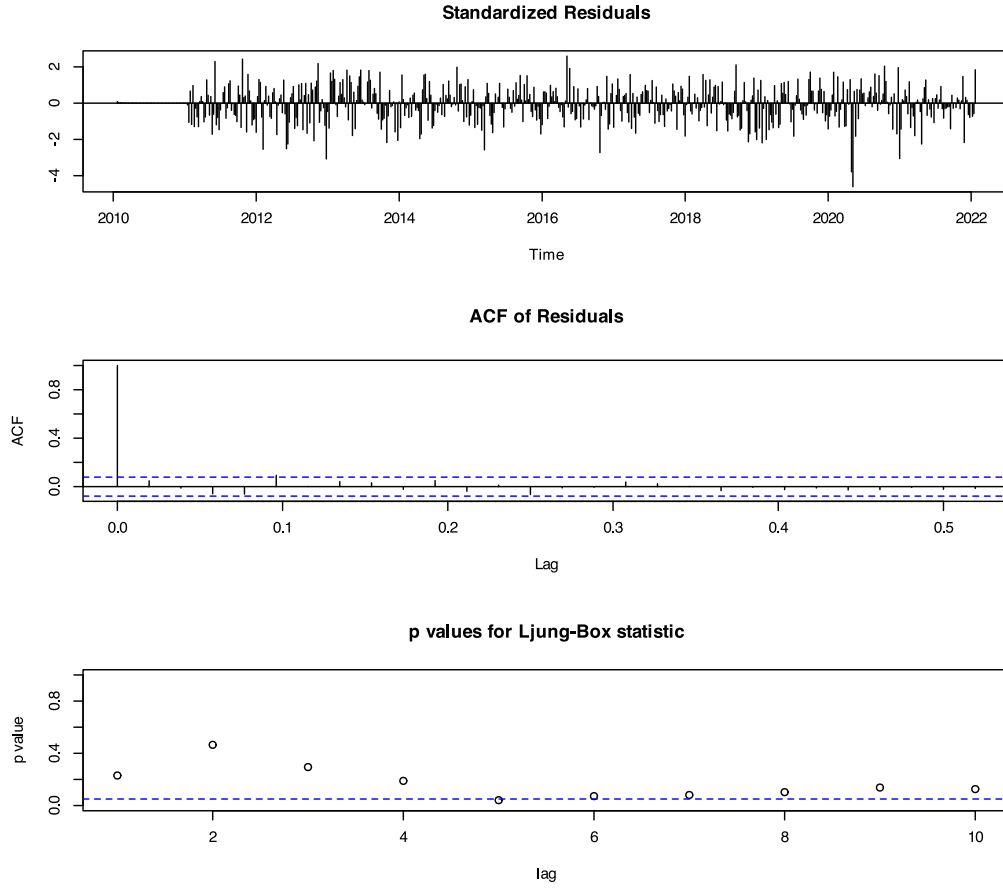 Standardized Residuals
2
0
-2
-4
2010 2012 2014 2016 2018 2020 2022
Time
ACF of Residuals
ACF
0.8
0.4
0.0
0.0 0.1 0.2 0.3 0.4 0.5
Lag
p values for Ljung-Box statistic
p value
0.8
0.4
0.0
2 4 6 8 10
lag